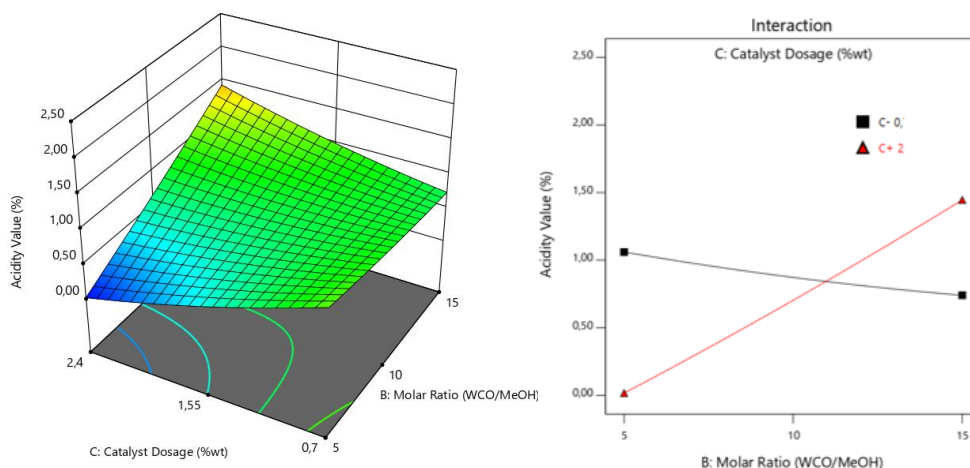 2,50
2,00
1,50
1,00
0,50
0,00
Acidity Value (%)
2,4
1,55
0,7
5
10
15
C: Catalyst Dosage (%wt)
B: Molar Ratio (WCO/MeOH)
Interaction
C: Catalyst Dosage (%wt)
C- 0,
C+ 2
2,50
2,00
1,50
1,00
0,50
0,00
Acidity Value (%)
5
10
15
B: Molar Ratio (WCO/MeOH)